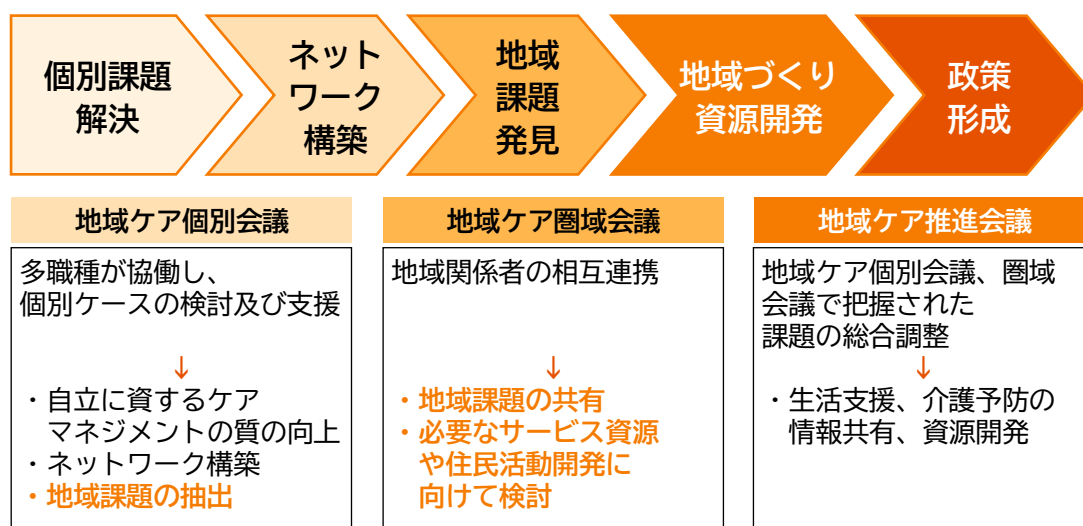 個別課題
解決
ネット
ワーク
構築
地域
課題
発見
地域づくり
資源開発
政策
形成
地域ケア個別会議
多職種が協働し、
個別ケースの検討及び支援
↓
・自立に資するケア
マネジメントの質の向上
・ネットワーク構築
・地域課題の抽出
地域ケア圏域会議
地域関係者の相互連携
↓
・地域課題の共有
・必要なサービス資源
や住民活動開発に
向けて検討
地域ケア推進会議
地域ケア個別会議、圏域
会議で把握された
課題の総合調整
↓
・生活支援、介護予防の
情報共有、資源開発